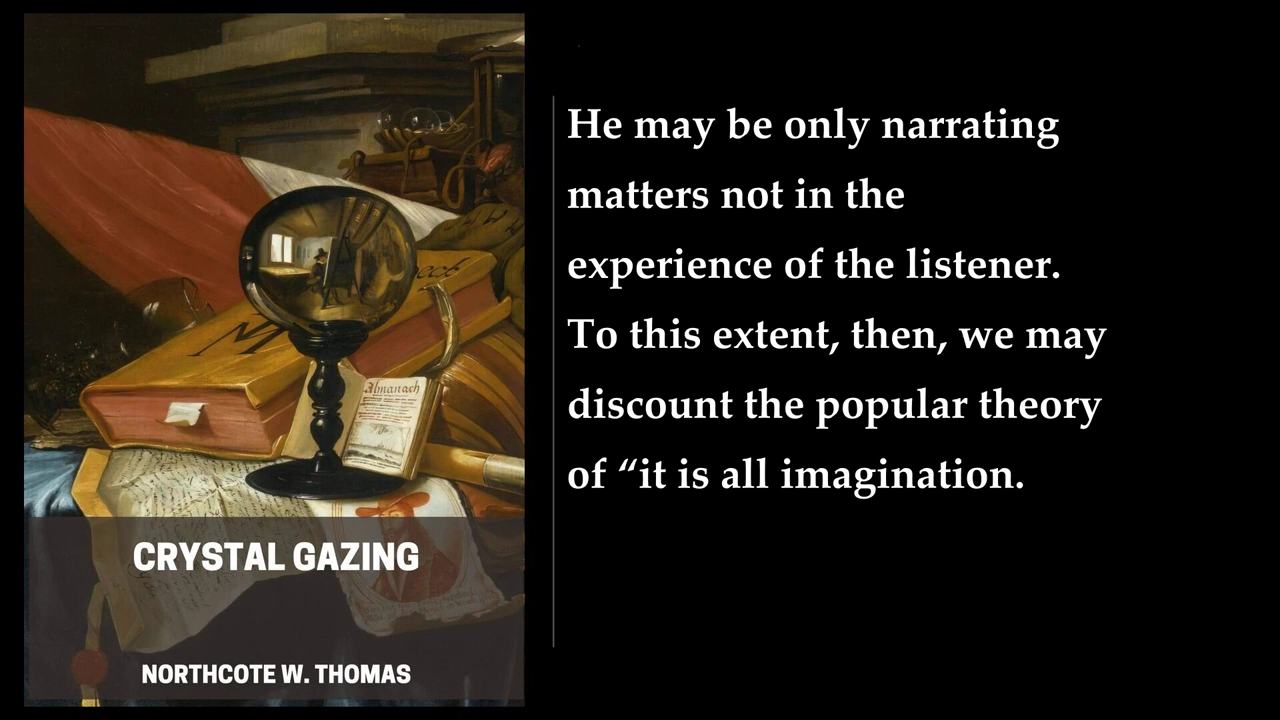 He may be only narrating
matters not in the
experience of the listener.
To this extent, then, we may
discount the popular theory
of “it is all imagination.
M
Almanach
CRYSTAL GAZING
NORTHCOTE W. THOMAS